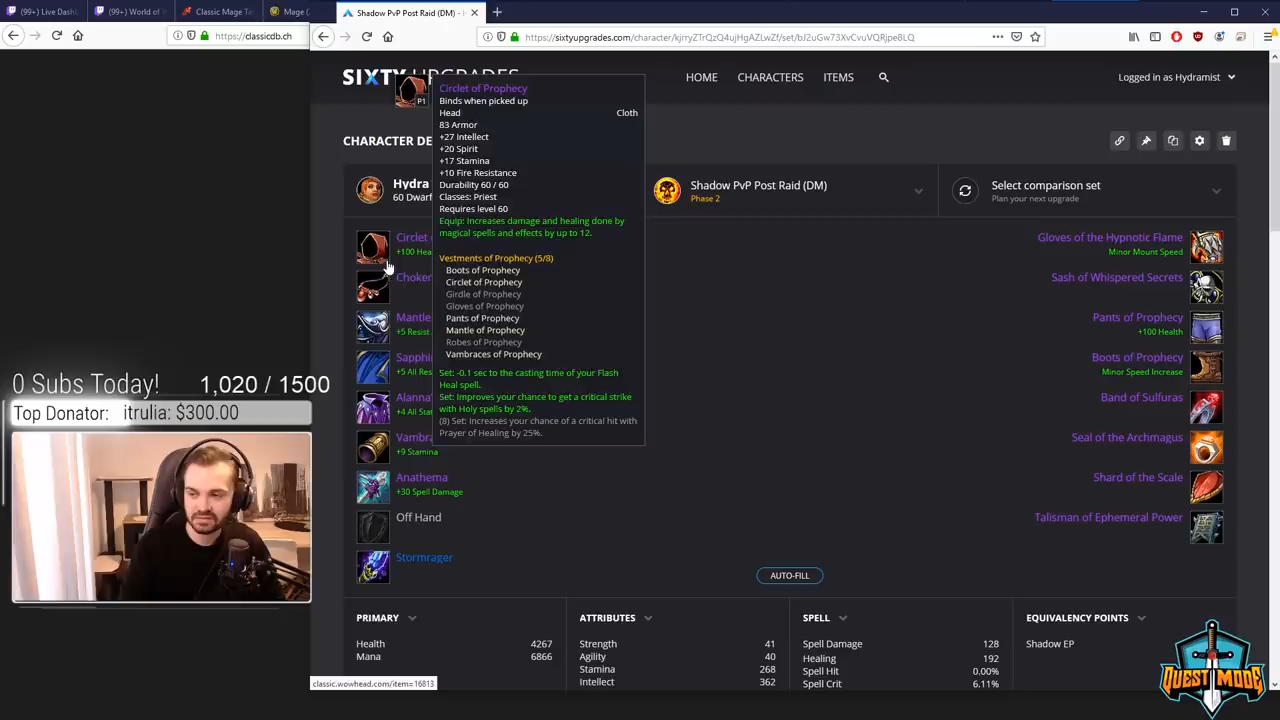 (99+) Live Dash
(99+) World of
Classic Mage Ta
Mage (
Shadow PvP Post Raid (DM) -
https://classicdb.ch
https://sixtyupgrades.com/character/kjrryZTrQzQ4ujHgAZLwZf/set/bJ2uGw73XvCvuVQRjpe8LQ
SIXTY UPGRADES
HOME
CHARACTERS
ITEMS
Logged in as Hydramist
P1
Circlet of Prophecy
Binds when picked up
Head
Cloth
83 Armor
+27 Intellect
+20 Spirit
+17 Stamina
+10 Fire Resistance
Durability 60 / 60
Classes: Priest
Requires level 60
Equip: Increases damage and healing done by
magical spells and effects by up to 12.
Vestments of Prophecy (5/8)
Boots of Prophecy
Circlet of Prophecy
Girdle of Prophecy
Gloves of Prophecy
Pants of Prophecy
Mantle of Prophecy
Robes of Prophecy
Vambraces of Prophecy
Set: -0.1 sec to the casting time of your Flash
Heal spell.
Set: Improves your chance to get a critical strike
with Holy spells by 2%.
(8) Set: Increases your chance of a critical hit with
Prayer of Healing by 25%.
CHARACTER DE
Hydra
60 Dwarf
Shadow PvP Post Raid (DM)
Phase 2
Select comparison set
Plan your next upgrade
Circlet
+100 Hea
Choker
Mantle
+5 Resist
Sapphi
+5 All Res
Alanna'
+4 All Stat
Vambra
+9 Stamina
Anathema
+30 Spell Damage
Off Hand
Stormrager
Gloves of the Hypnotic Flame
Minor Mount Speed
Sash of Whispered Secrets
Pants of Prophecy
+100 Health
Boots of Prophecy
Minor Speed Increase
Band of Sulfuras
Seal of the Archimagus
Shard of the Scale
Talisman of Ephemeral Power
AUTO-FILL
PRIMARY
Health 4267
Mana 6866
ATTRIBUTES
Strength 41
Agility 40
Stamina 268
Intellect 362
SPELL
Spell Damage 128
Healing 192
Spell Hit 0.00%
Spell Crit 6.11%
EQUIVALENCY POINTS
Shadow EP
0 Subs Today!
1,020 / 1500
Top Donator: itrulia: $300.00
classic.wowhead.com/item=16813
QUEST MODE